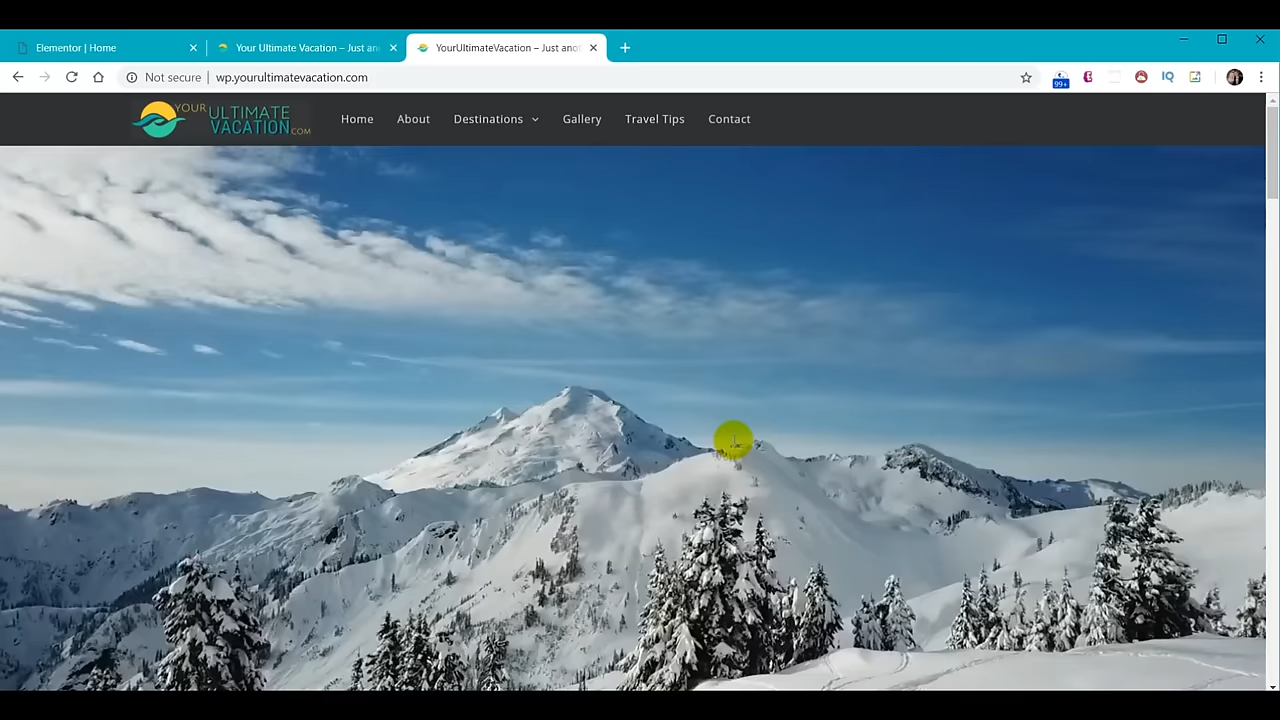 Elementor | Home
Your Ultimate Vacation – Just an
YourUltimateVacation – Just anot
Not secure
wp.yourultimatevacation.com
99+
IQ
YOUR ULTIMATE VACATION.COM
Home
About
Destinations
Gallery
Travel Tips
Contact